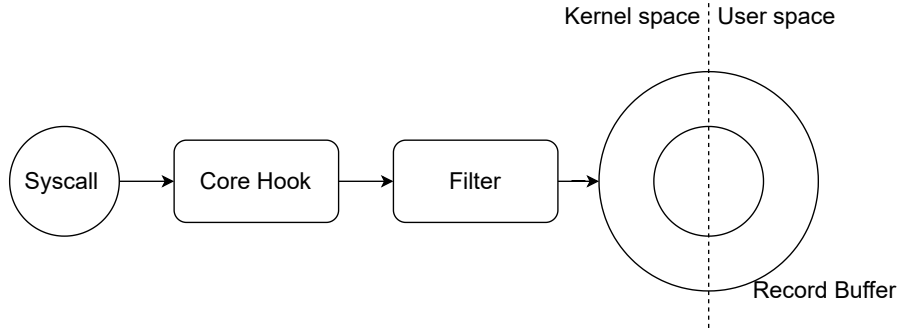 Kernel space
User space
Syscall
Core Hook
Filter
Record Buffer